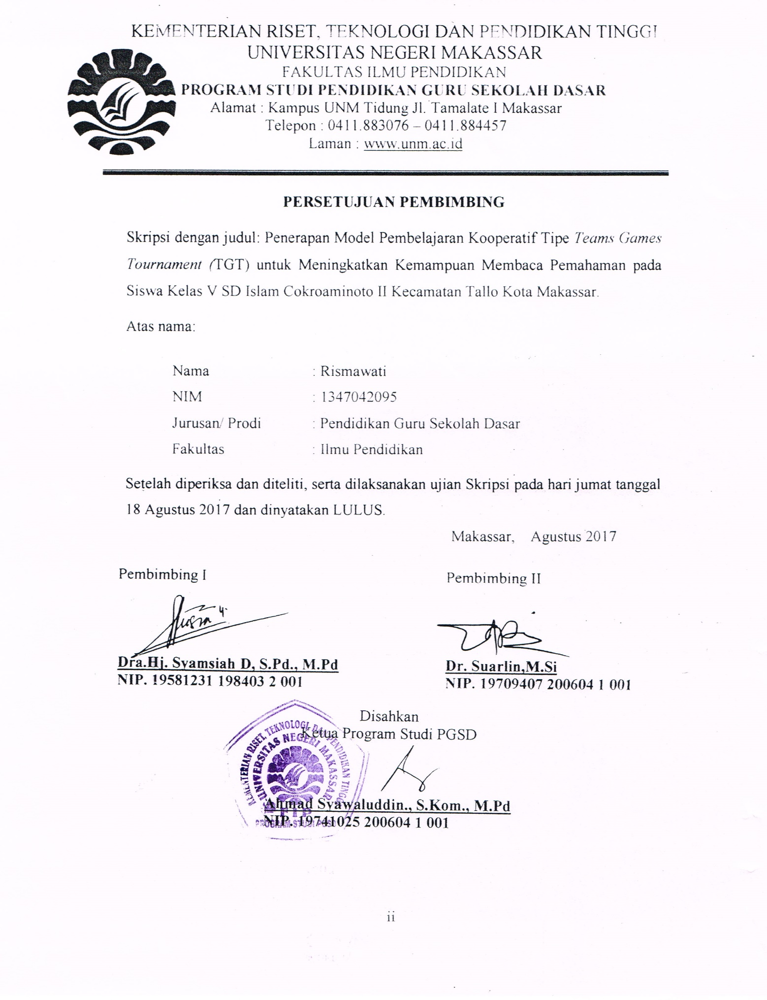 KEMENTERIAN RISET, TEKNOLOGI DAN PENDIDIKAN TINGGI
UNIVERSITAS NEGERI MAKASSAR
FAKULTAS ILMU PENDIDIKAN
PROGRAM STUDI PENDIDIKAN GURU SEKOLAH DASAR
Alamat : Kampus UNM Tidung Jl. Tamalate I Makassar
Telepon : 0411.883076 – 0411.884457
Laman : www.unm.ac.id
PERSETUJUAN PEMBIMBING
Skripsi dengan judul: Penerapan Model Pembelajaran Kooperatif Tipe Teams Games
Tournament (TGT) untuk Meningkatkan Kemampuan Membaca Pemahaman pada
Siswa Kelas V SD Islam Cokroaminoto II Kecamatan Tallo Kota Makassar.
Atas nama:
Nama : Rismawati
NIM : 1347042095
Jurusan/ Prodi : Pendidikan Guru Sekolah Dasar
Fakultas : Ilmu Pendidikan
Setelah diperiksa dan diteliti, serta dilaksanakan ujian Skripsi pada hari jumat tanggal
18 Agustus 2017 dan dinyatakan LULUS.
Makassar, Agustus 2017
Pembimbing I Pembimbing II
Dra.Hj. Syamsiah D, S.Pd., M.Pd Dr. Suarlin,M.Si
NIP. 19581231 198403 2 001 NIP. 19709407 200604 1 001
Disahkan
Ketua Program Studi PGSD
KEMENTERIAN RISET, TEKNOLOGI DAN PENDIDIKAN TINGGI
UNIVERSITAS NEGERI MAKASSAR
Ahmad Syawaluddin., S.Kom., M.Pd
FIP
NIP. 19741025 200604 1 001
PROGRAM STUDI PGSD
ii